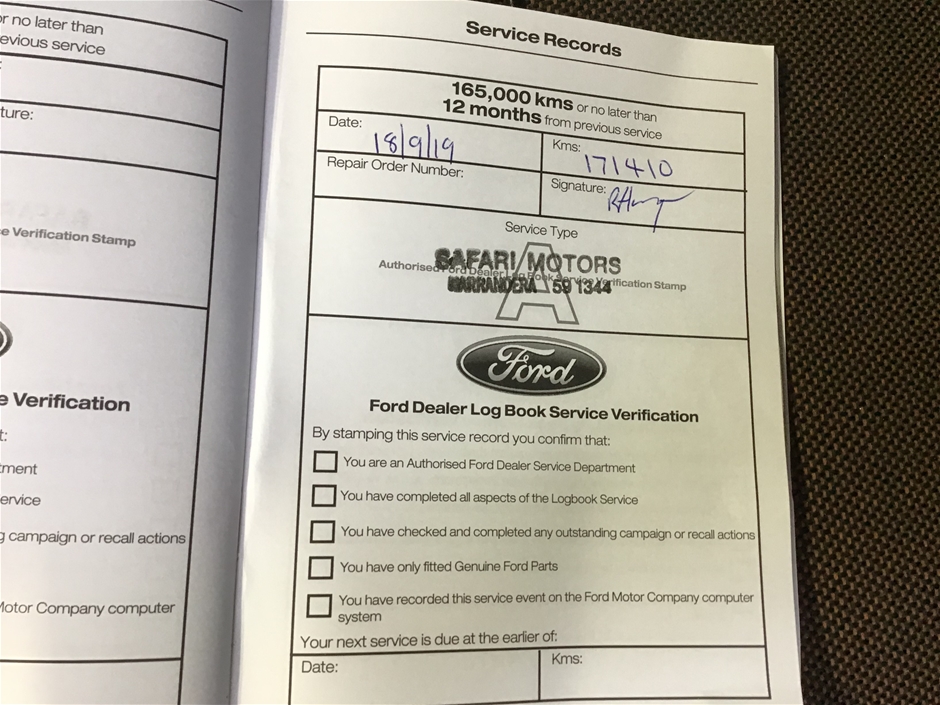 or no later than
evious service
ture:
e Verification Stamp
e Verification
t:
tment
ervice
g campaign or recall actions
Motor Company computer
Service Records
165,000 kms or no later than
12 months from previous service
Date: 18/9/19
Kms: 171410
Repair Order Number:
Signature:
Service Type
A
SAFARI MOTORS
Authorised Ford Dealer Log Book Service Verification Stamp
NARRANDERA 59 1344
Ford
Ford Dealer Log Book Service Verification
By stamping this service record you confirm that:
You are an Authorised Ford Dealer Service Department
You have completed all aspects of the Logbook Service
You have checked and completed any outstanding campaign or recall actions
You have only fitted Genuine Ford Parts
You have recorded this service event on the Ford Motor Company computer
system
Your next service is due at the earlier of:
Date:
Kms: